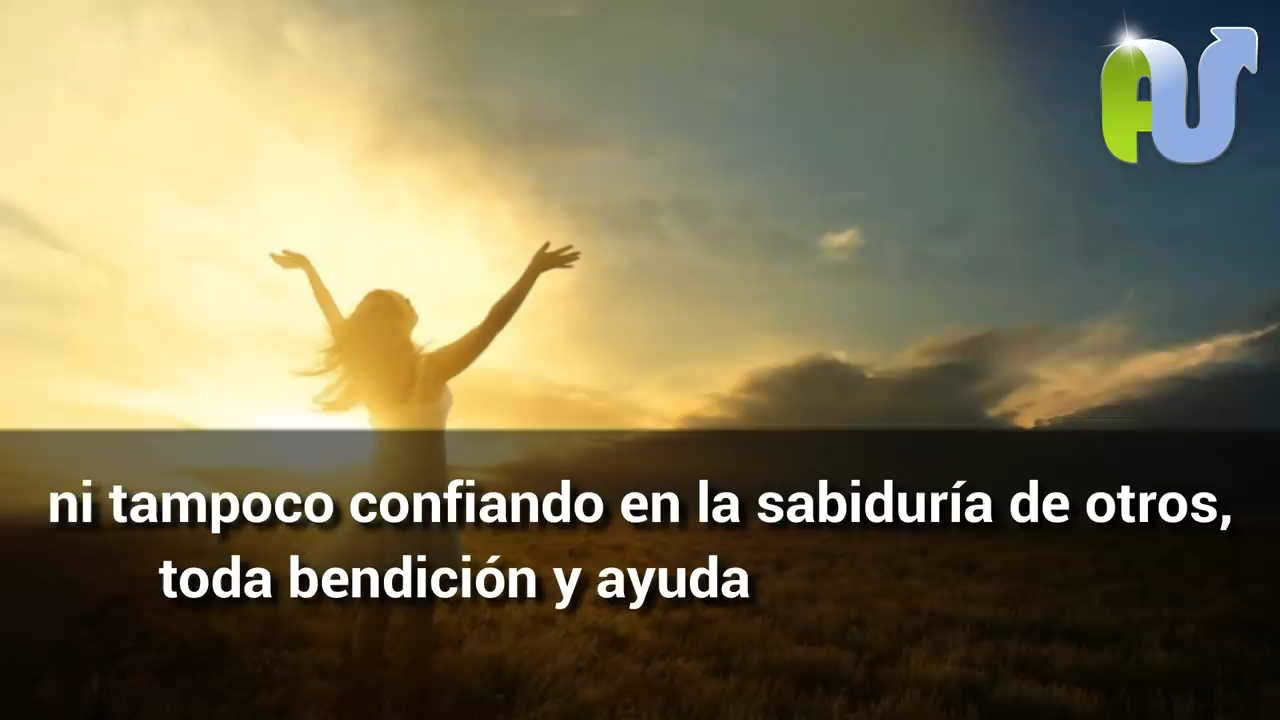 ni tampoco confiando en la sabiduría de otros,
toda bendición y ayuda